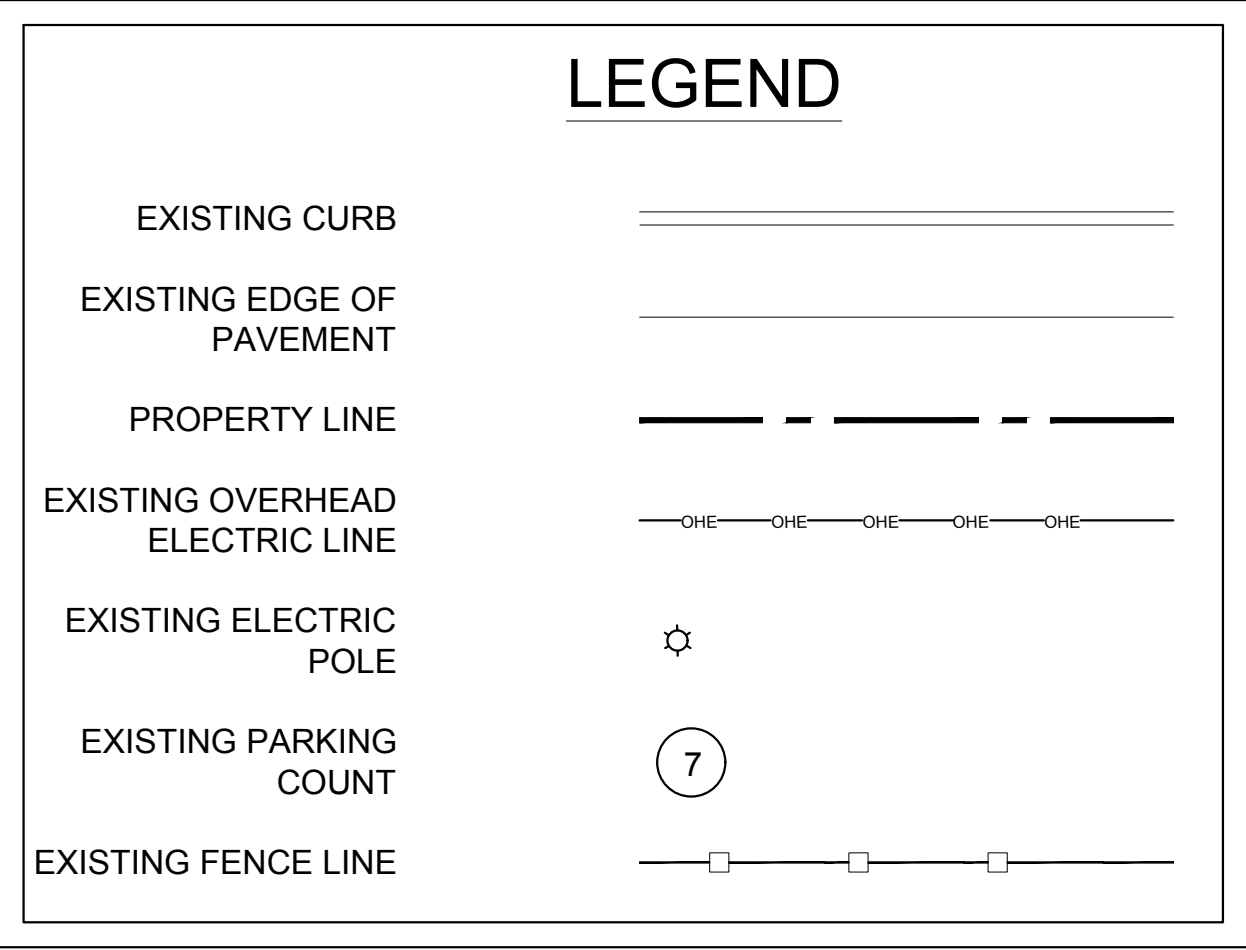 LEGEND
EXISTING CURB
EXISTING EDGE OF
PAVEMENT
PROPERTY LINE
EXISTING OVERHEAD
ELECTRIC LINE
OHE OHE OHE OHE OHE
EXISTING ELECTRIC
POLE
EXISTING PARKING
COUNT
7
EXISTING FENCE LINE